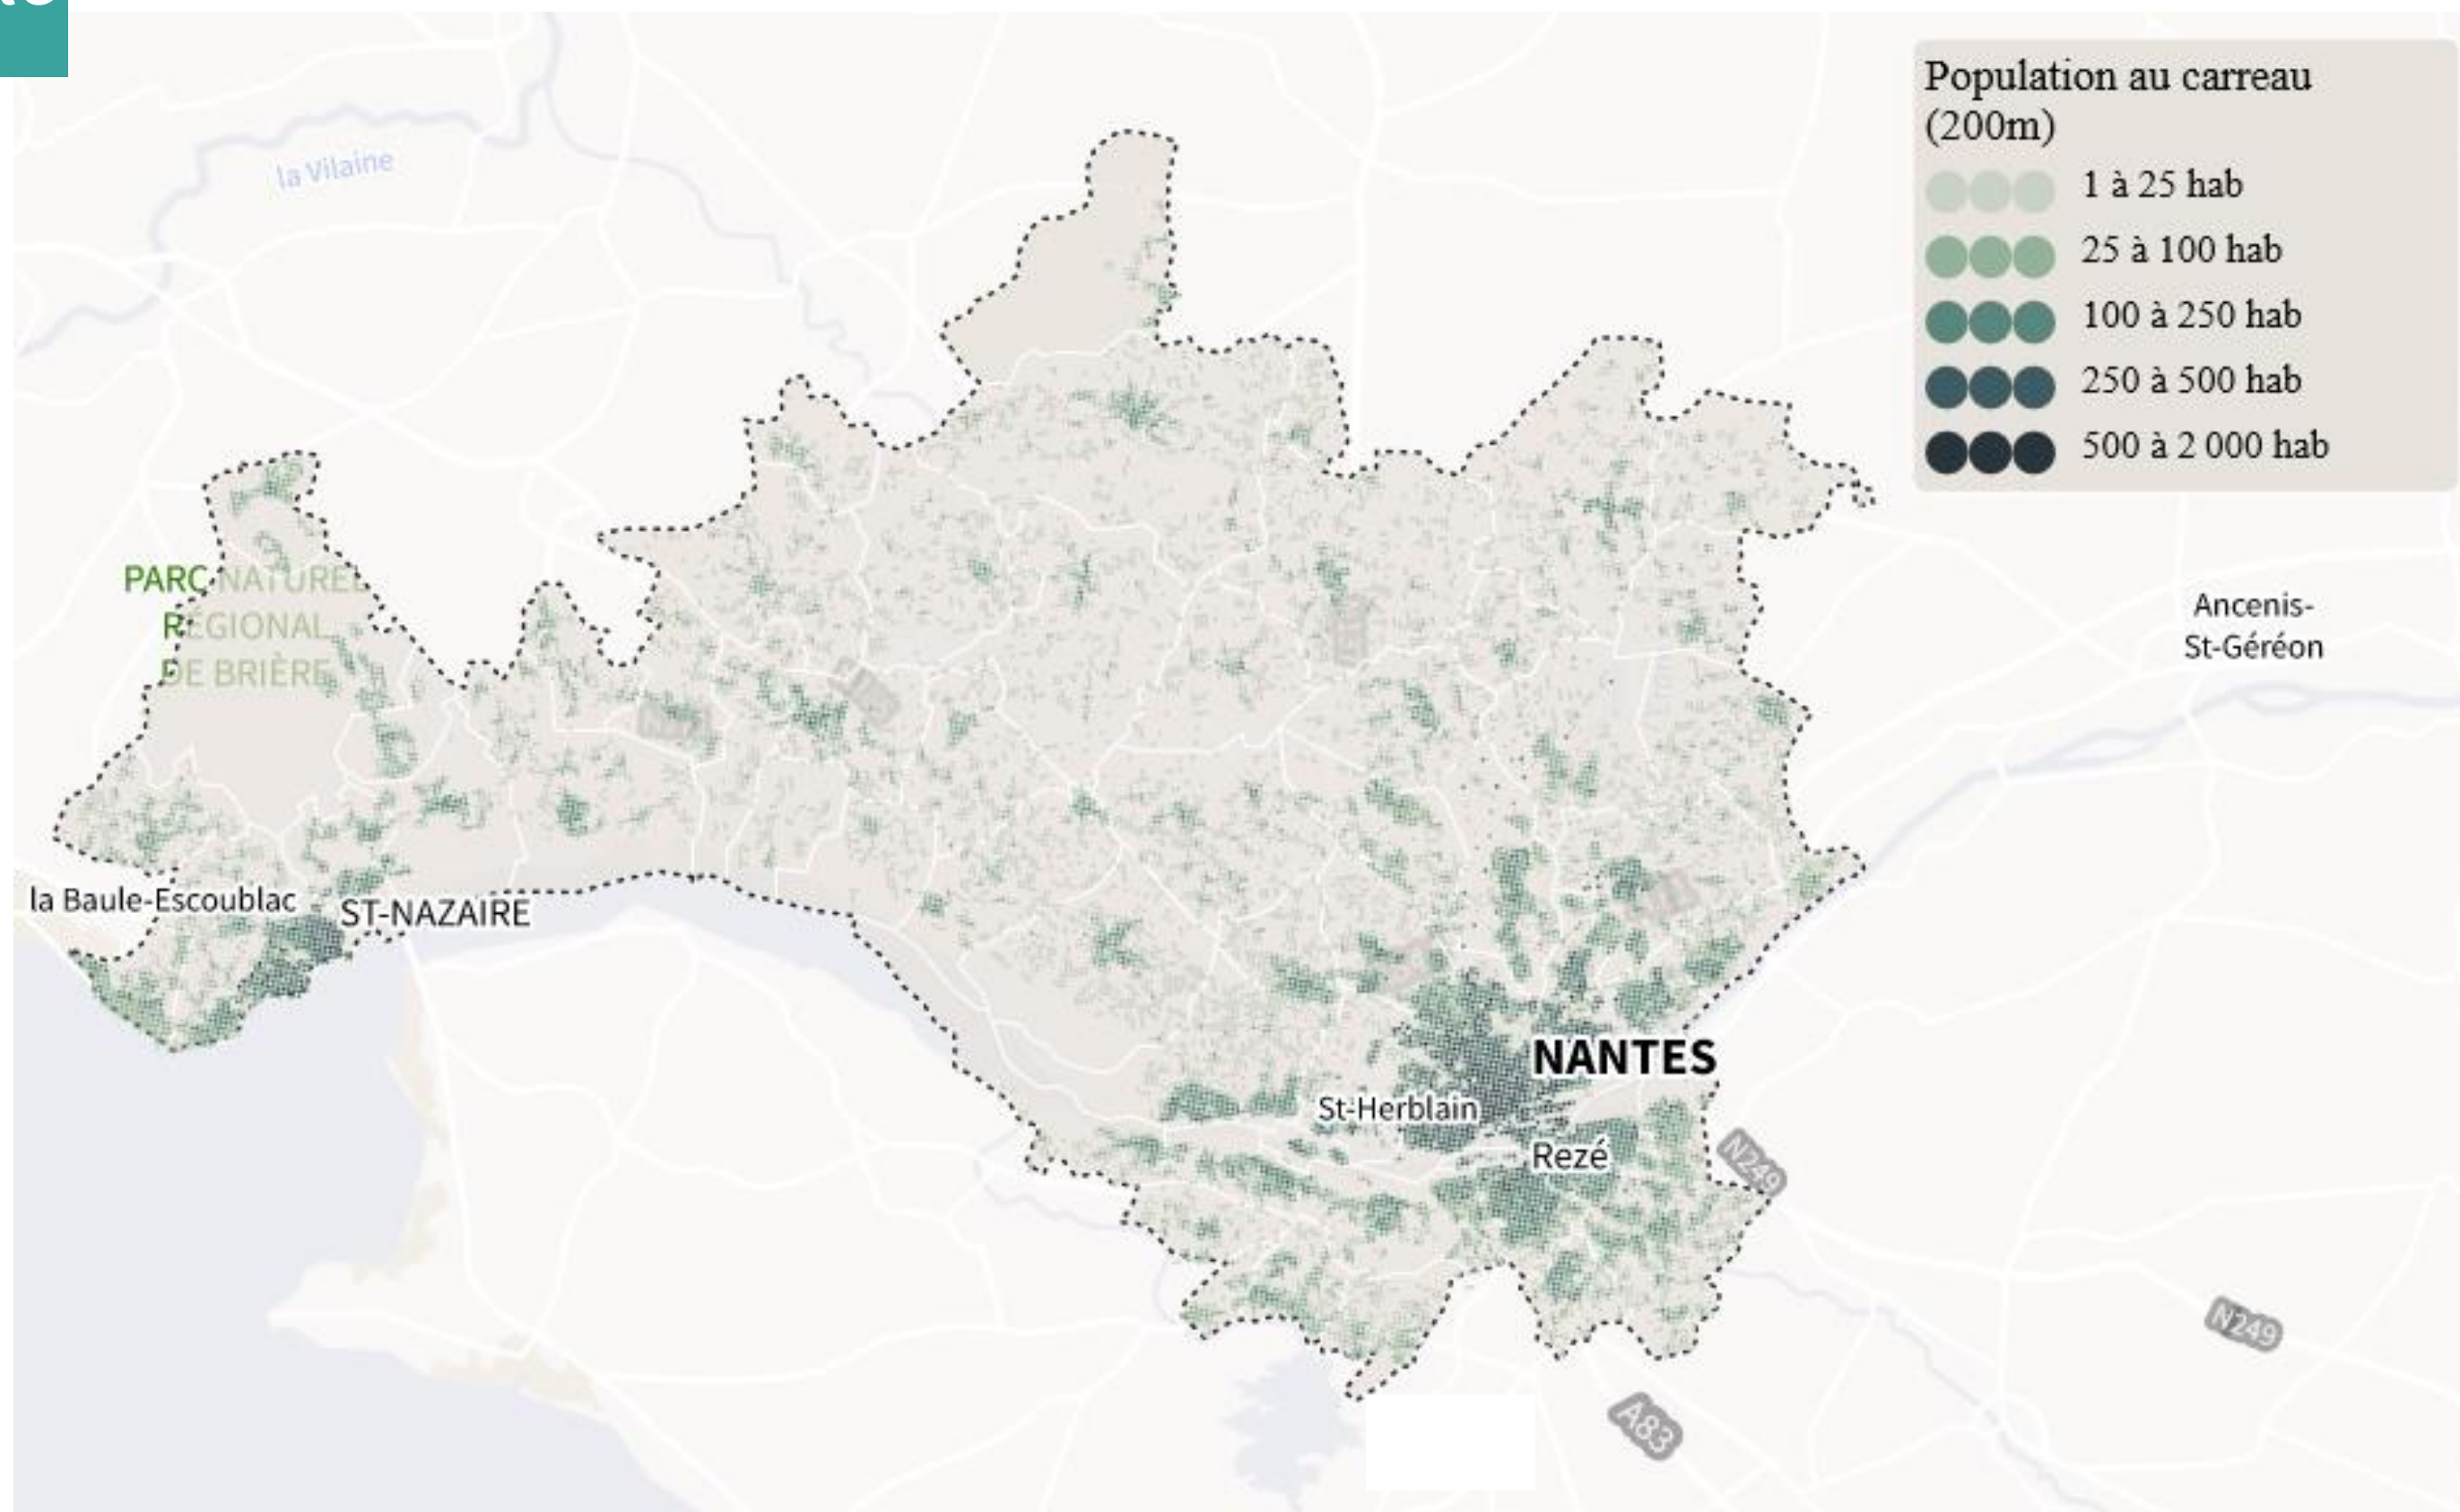 Population au carreau
(200m)
1 à 25 hab
25 à 100 hab
100 à 250 hab
250 à 500 hab
500 à 2 000 hab
la Vilaine
PARC NATUREL
RÉGIONAL
DE BRIÈRE
Ancenis-
St-Géréon
la Baule-Escoublac
ST-NAZAIRE
NANTES
St-Herblain
Rezé
N249
N249
A83